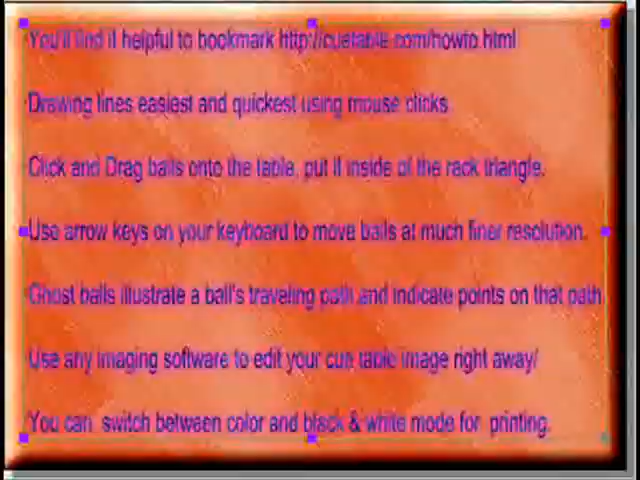 You'll find it helpful to bookmark http://cuetable.com/howto.html
Drawing lines easiest and quickest using mouse clicks
Click and Drag balls onto the table, put it inside of the rack triangle.
Use arrow keys on your keyboard to move balls at much finer resolution.
Ghost balls illustrate a ball's traveling path and indicate points on that path
Use any imaging software to edit your cue table image right away/
You can switch between color and black & white mode for printing.